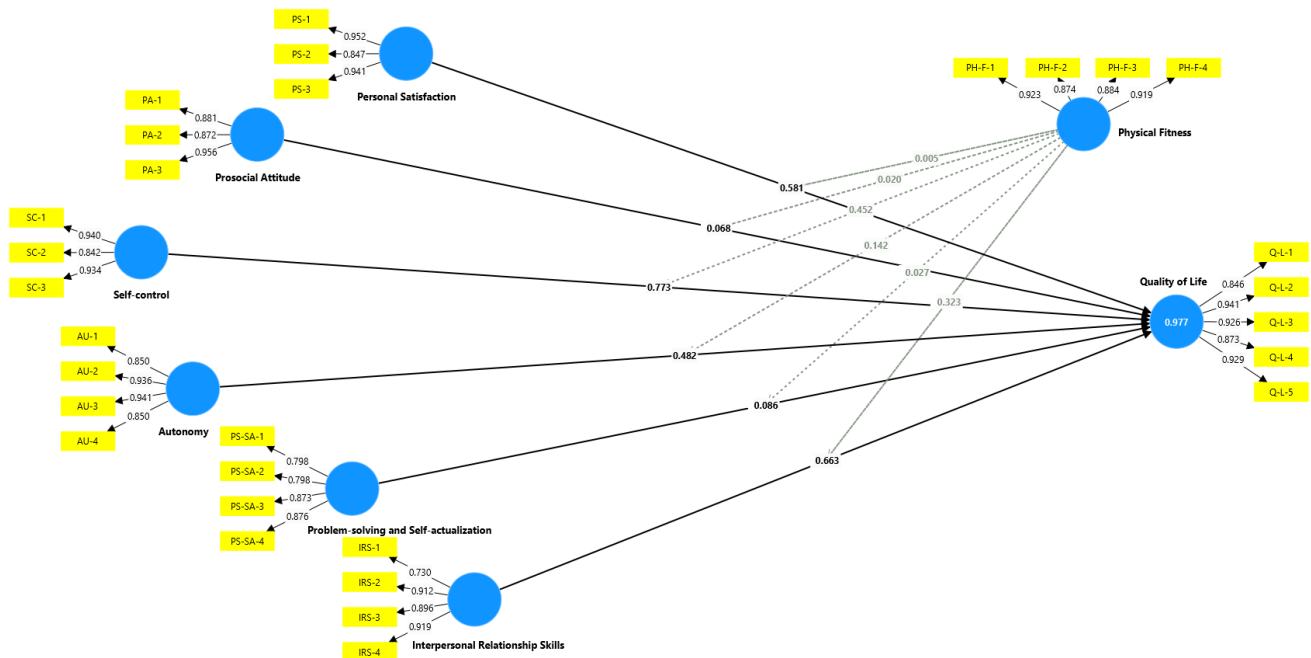 PS-1
0.952
PS-2
0.847
PS-3
0.941
Personal Satisfaction
PA-1
0.881
PA-2
0.872
PA-3
0.956
Prosocial Attitude
SC-1
0.940
SC-2
0.842
SC-3
0.934
Self-control
AU-1
0.850
AU-2
0.936
AU-3
0.941
AU-4
0.850
Autonomy
PS-SA-1
0.798
PS-SA-2
0.798
PS-SA-3
0.873
PS-SA-4
0.876
Problem-solving and Self-actualization
IRS-1
0.730
IRS-2
0.912
IRS-3
0.896
IRS-4
0.919
Interpersonal Relationship Skills
0.581
0.068
0.773
0.482
0.086
0.663
0.005
0.020
0.452
0.142
0.027
0.323
PH-F-1
PH-F-2
PH-F-3
PH-F-4
0.923
0.874
0.884
0.919
Physical Fitness
Quality of Life
0.977
Q-L-1
0.846
Q-L-2
0.941
Q-L-3
0.926
Q-L-4
0.873
Q-L-5
0.929